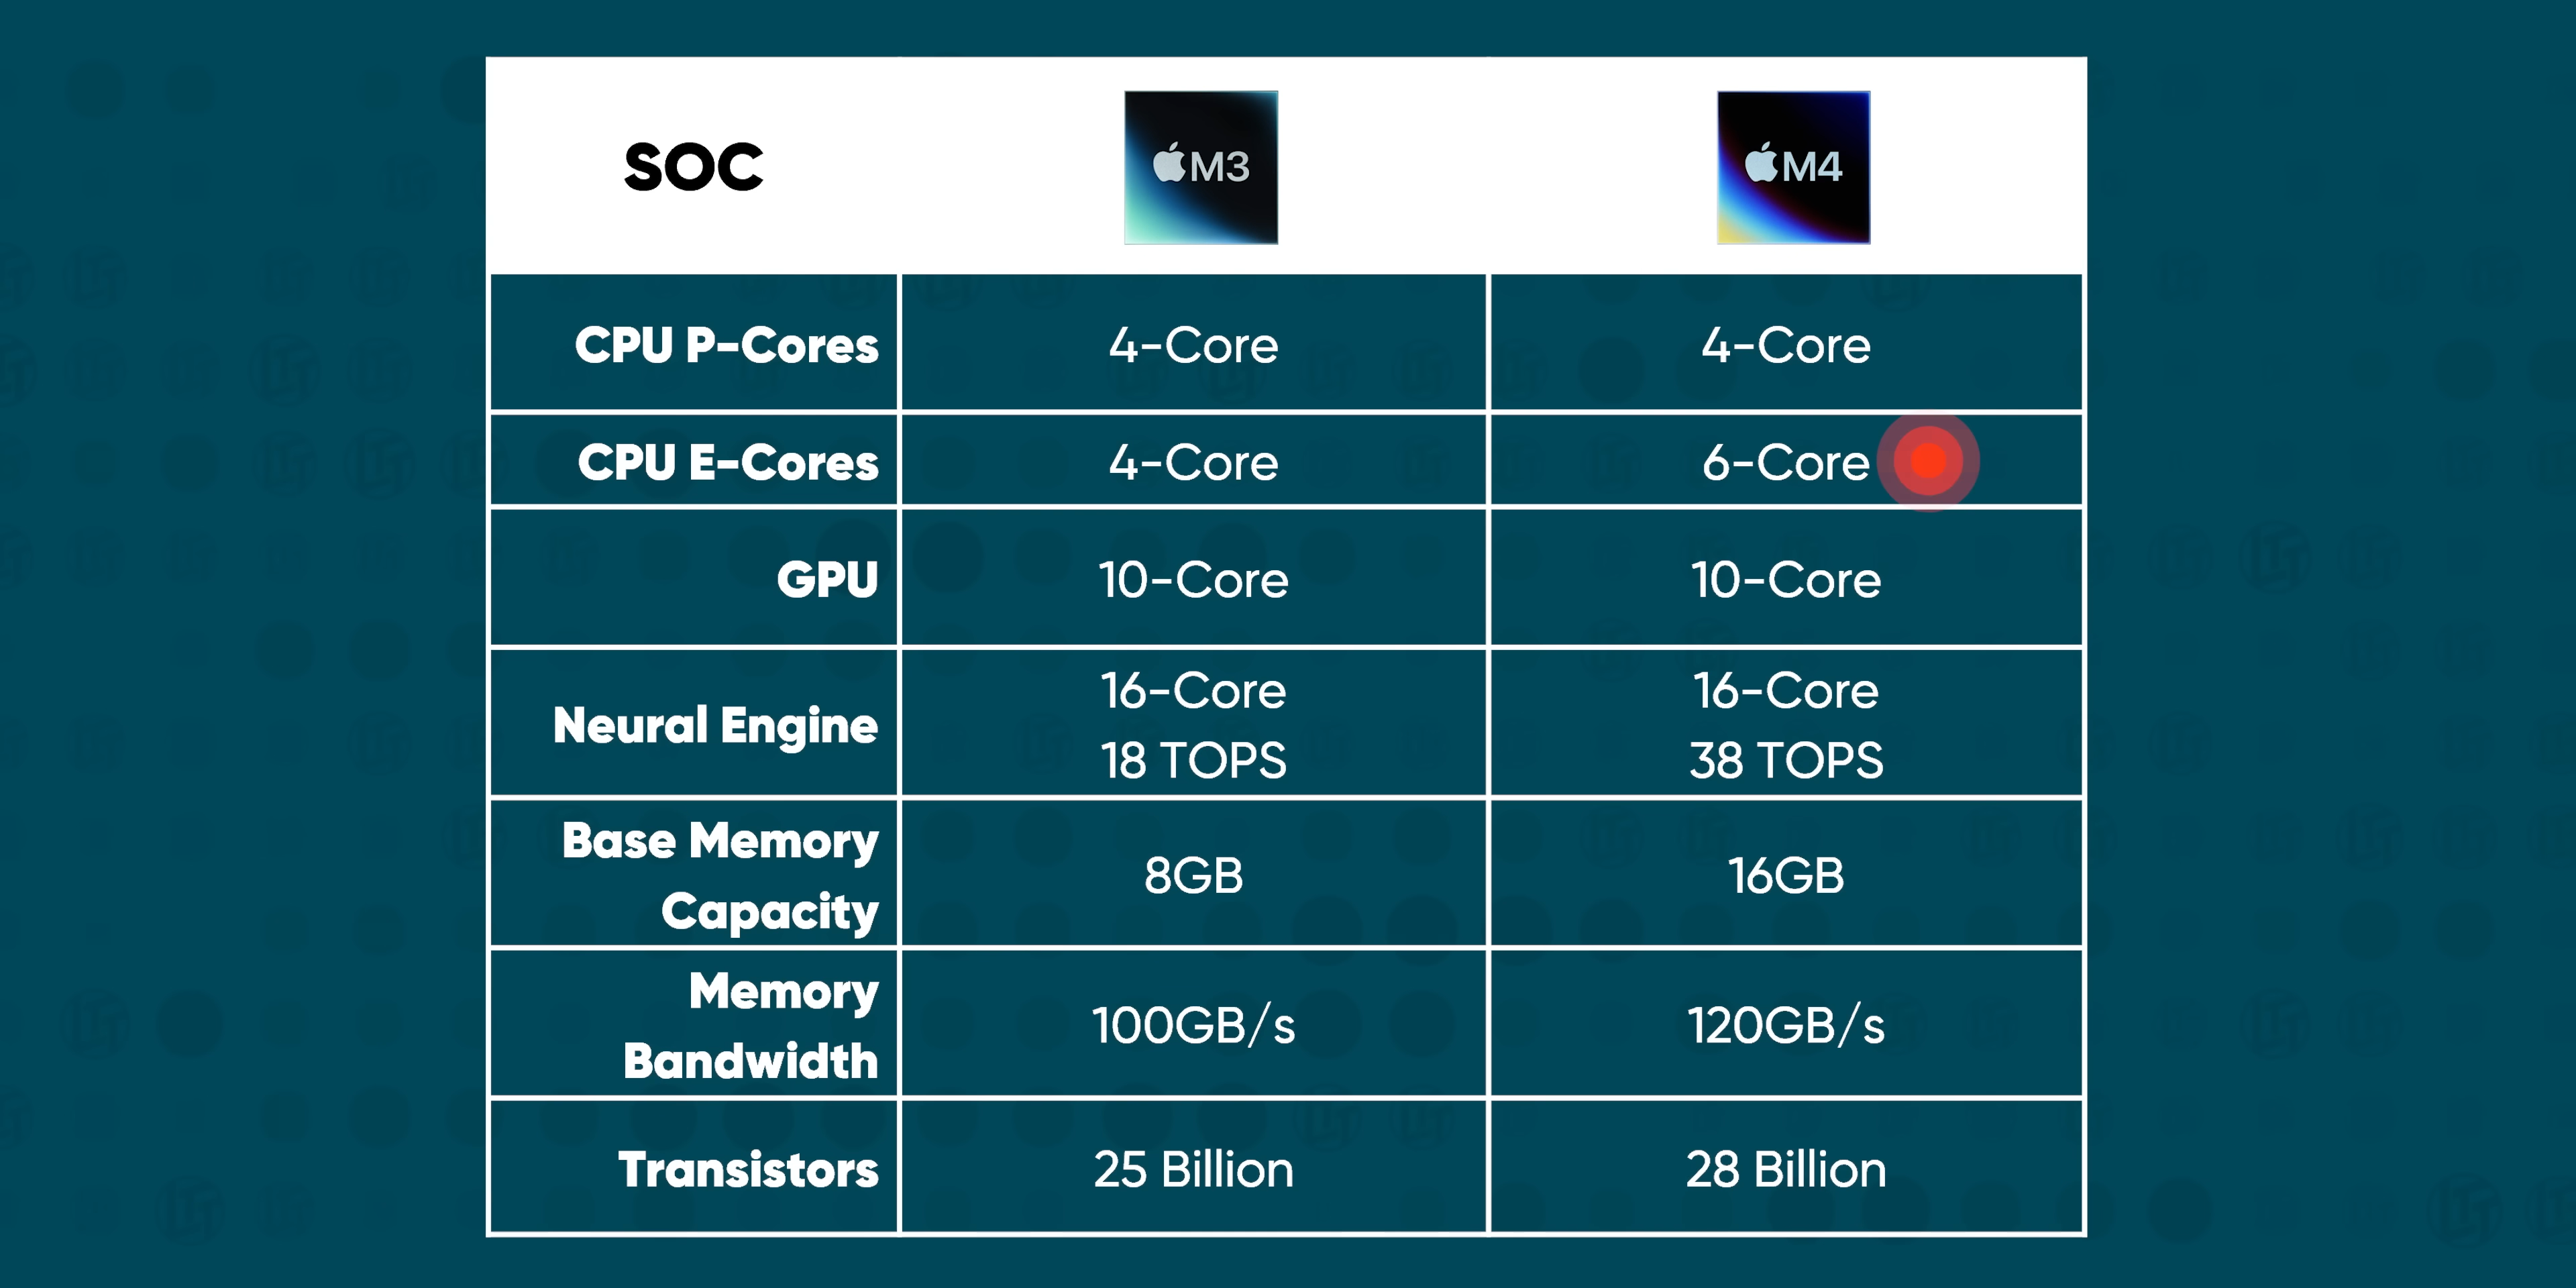 SOC
M3
M4
CPU P-Cores
4-Core
4-Core
CPU E-Cores
4-Core
6-Core
GPU
10-Core
10-Core
Neural Engine
16-Core
18 TOPS
16-Core
38 TOPS
Base Memory
Capacity
8GB
16GB
Memory
Bandwidth
100GB/s
120GB/s
Transistors
25 Billion
28 Billion